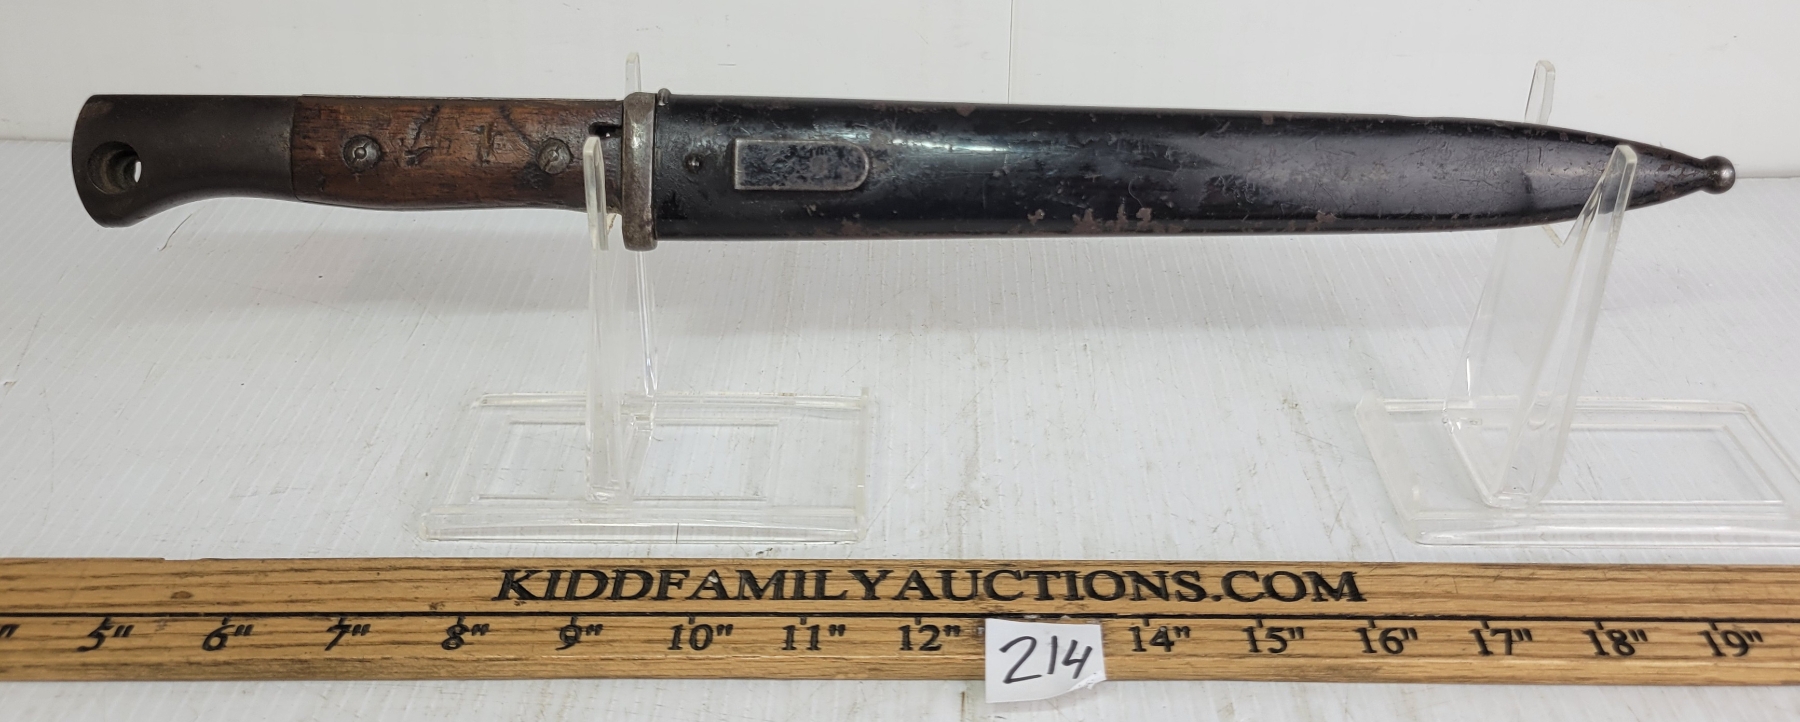 KIDDFAMILYAUCTIONS.COM
5" 6" 7" 8" 9" 10" 11" 12" 14" 15" 16" 17" 18" 19"
214